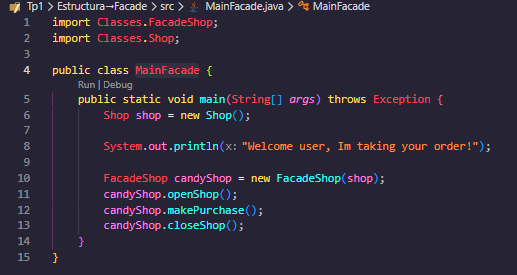 Tp1 > Estructura→Facade > src > MainFacade.java > MainFacade
1 import Classes.FacadeShop;
2 import Classes.Shop;
3
4 public class MainFacade {
Run | Debug
5 public static void main(String[] args) throws Exception {
6 Shop shop = new Shop();
7
8 System.out.println(x: "Welcome user, Im taking your order!");
9
10 FacadeShop candyShop = new FacadeShop(shop);
11 candyShop.openShop();
12 candyShop.makePurchase();
13 candyShop.closeShop();
14 }
15 }